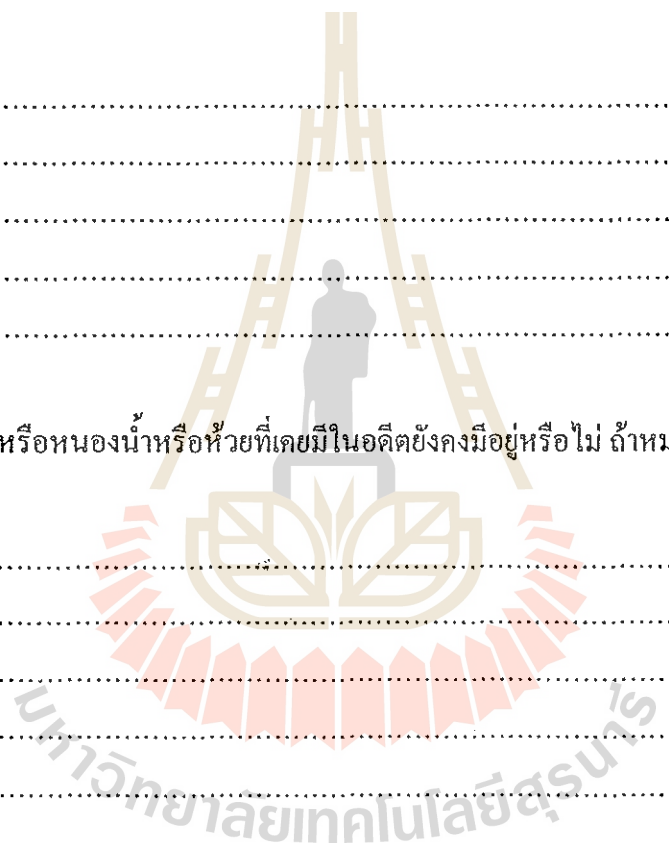 หรือหนองน้ำหรือห้วยที่เคยมีในอดีตยังคงมีอยู่หรือไม่ ถ้าหม
มหาวิทยาลัยเทคโนโลยีสุรนารี